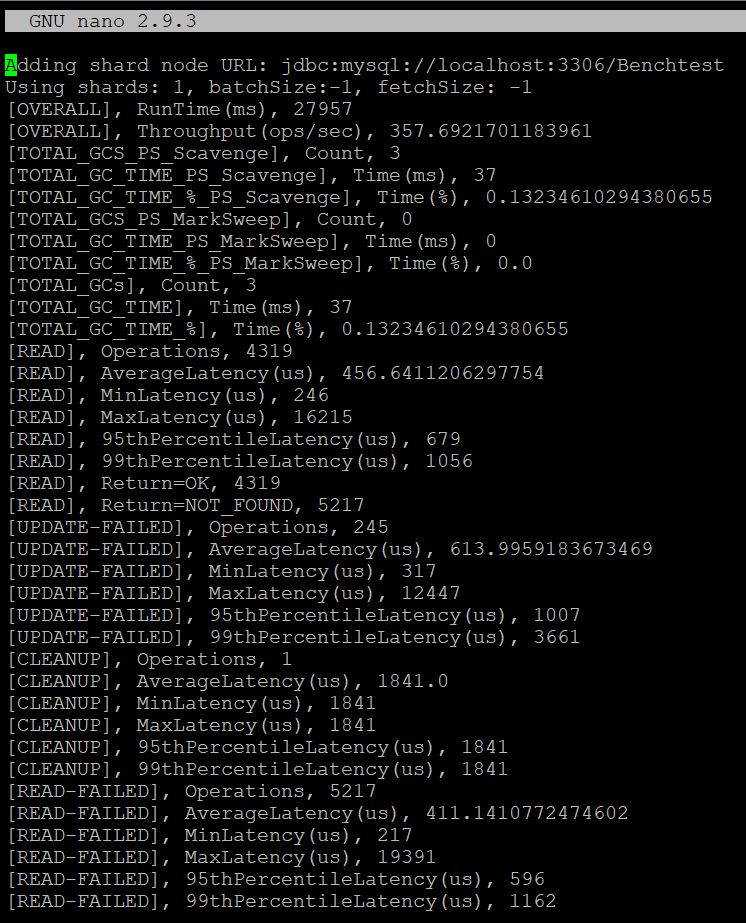 GNU nano 2.9.3
Adding shard node URL: jdbc:mysql://localhost:3306/Benchtest
Using shards: 1, batchSize:-1, fetchSize: -1
[OVERALL], RunTime(ms), 27957
[OVERALL], Throughput(ops/sec), 357.6921701183961
[TOTAL_GCS_PS_Scavenge], Count, 3
[TOTAL_GC_TIME_PS_Scavenge], Time(ms), 37
[TOTAL_GC_TIME_%_PS_Scavenge], Time(%), 0.13234610294380655
[TOTAL_GCS_PS_MarkSweep], Count, 0
[TOTAL_GC_TIME_PS_MarkSweep], Time(ms), 0
[TOTAL_GC_TIME_%_PS_MarkSweep], Time(%), 0.0
[TOTAL_GCs], Count, 3
[TOTAL_GC_TIME], Time(ms), 37
[TOTAL_GC_TIME_%], Time(%), 0.13234610294380655
[READ], Operations, 4319
[READ], AverageLatency(us), 456.6411206297754
[READ], MinLatency(us), 246
[READ], MaxLatency(us), 16215
[READ], 95thPercentileLatency(us), 679
[READ], 99thPercentileLatency(us), 1056
[READ], Return=OK, 4319
[READ], Return=NOT_FOUND, 5217
[UPDATE-FAILED], Operations, 245
[UPDATE-FAILED], AverageLatency(us), 613.9959183673469
[UPDATE-FAILED], MinLatency(us), 317
[UPDATE-FAILED], MaxLatency(us), 12447
[UPDATE-FAILED], 95thPercentileLatency(us), 1007
[UPDATE-FAILED], 99thPercentileLatency(us), 3661
[CLEANUP], Operations, 1
[CLEANUP], AverageLatency(us), 1841.0
[CLEANUP], MinLatency(us), 1841
[CLEANUP], MaxLatency(us), 1841
[CLEANUP], 95thPercentileLatency(us), 1841
[CLEANUP], 99thPercentileLatency(us), 1841
[READ-FAILED], Operations, 5217
[READ-FAILED], AverageLatency(us), 411.1410772474602
[READ-FAILED], MinLatency(us), 217
[READ-FAILED], MaxLatency(us), 19391
[READ-FAILED], 95thPercentileLatency(us), 596
[READ-FAILED], 99thPercentileLatency(us), 1162